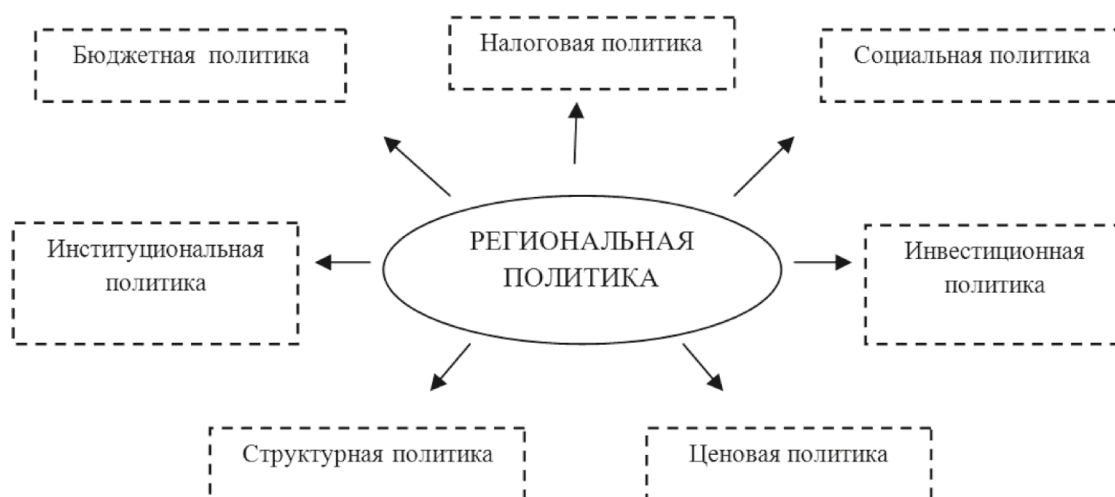 Бюджетная политика
Налоговая политика
Социальная политика
Институциональная
политика
РЕГИОНАЛЬНАЯ
ПОЛИТИКА
Инвестиционная
политика
Структурная политика
Ценовая политика